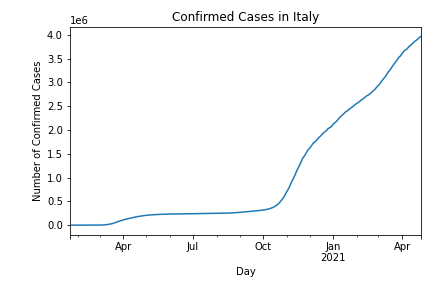 Confirmed Cases in Italy
1e6
Number of Confirmed Cases
4.0
3.5
3.0
2.5
2.0
1.5
1.0
0.5
0.0
Apr Jul Oct Jan Apr
2021
Day